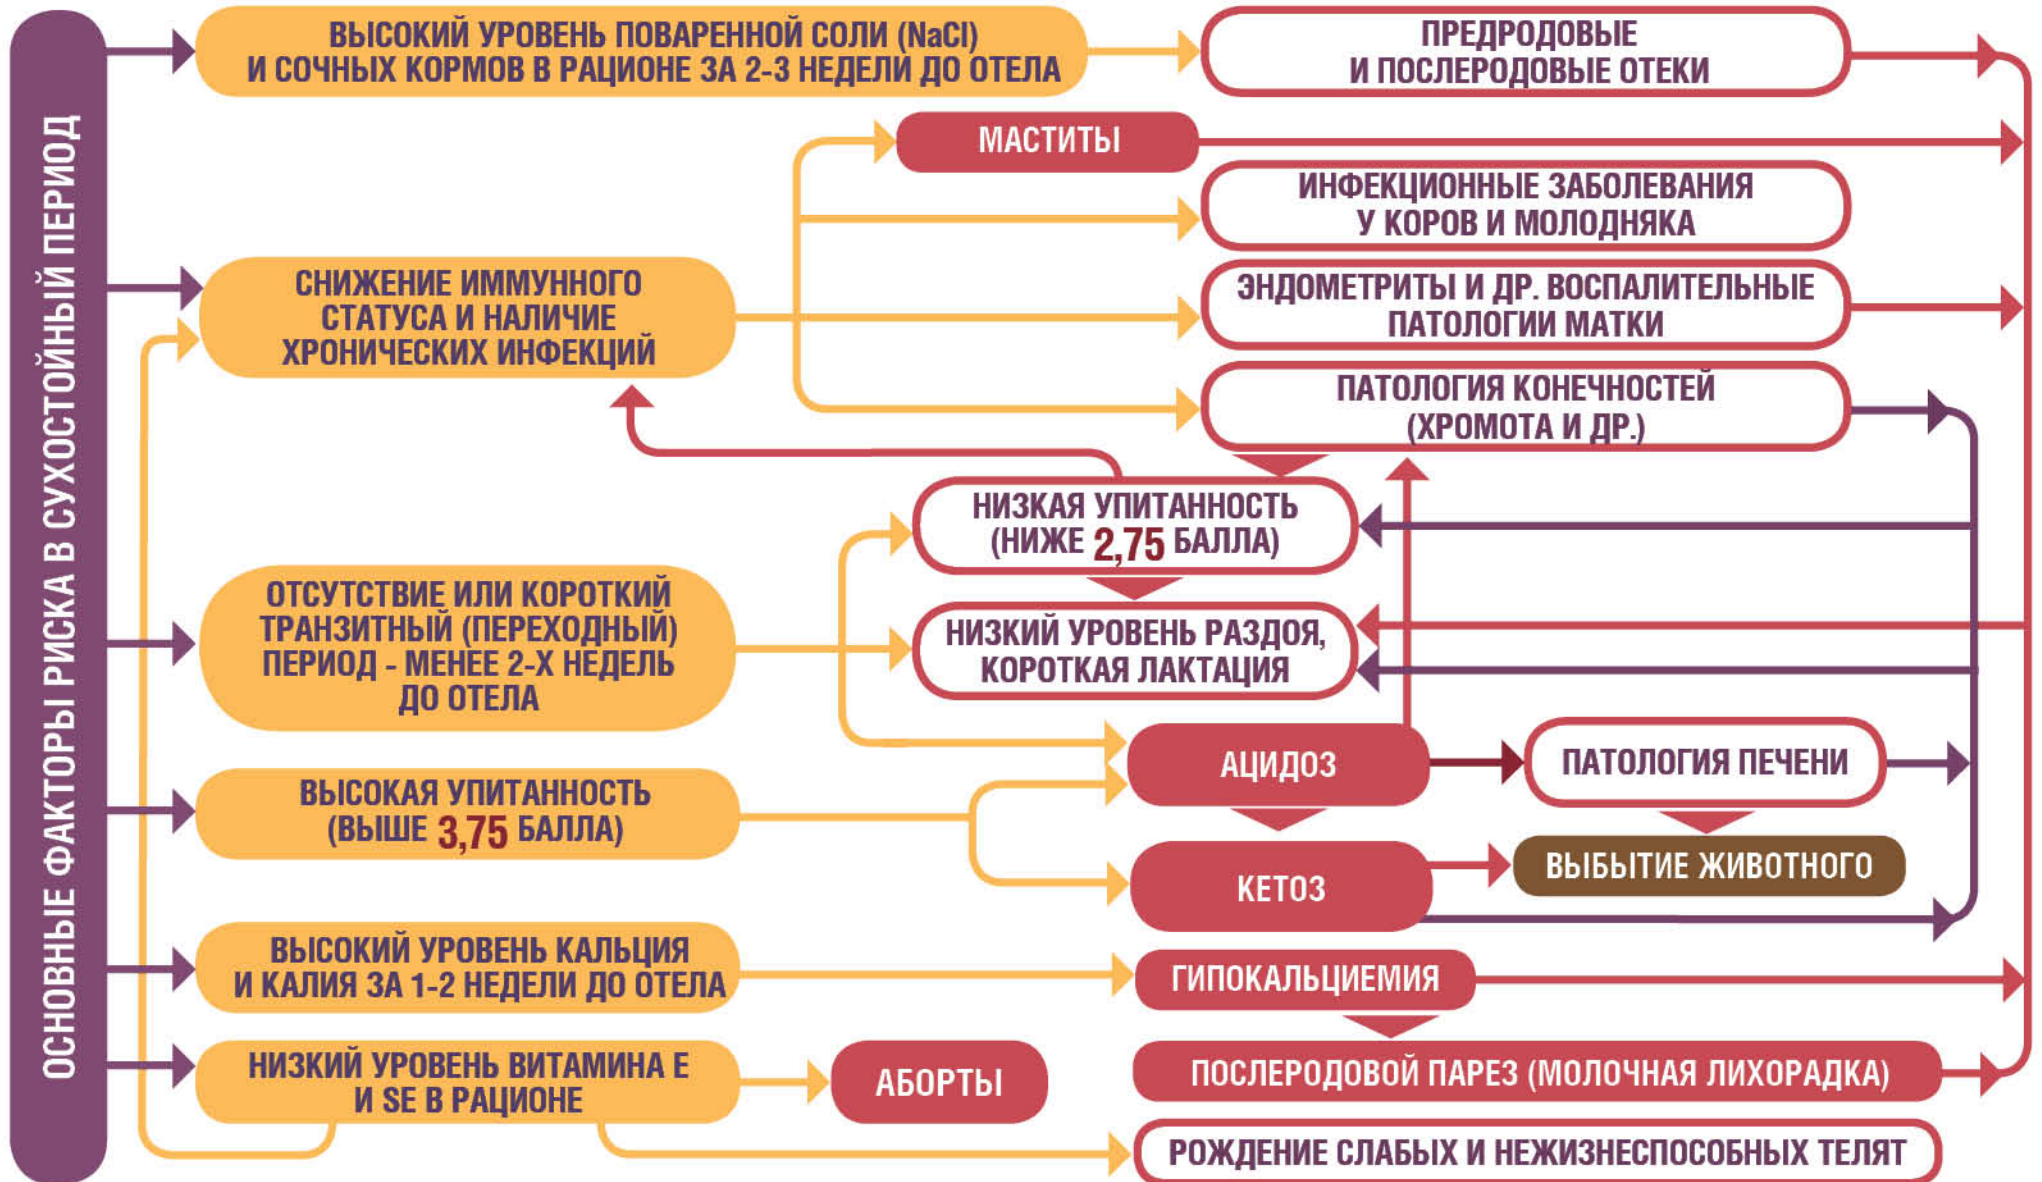 ОСНОВНЫЕ ФАКТОРЫ РИСКА В СУХОСТОЙНЫЙ ПЕРИОД
ВЫСОКИЙ УРОВЕНЬ ПОВАРЕННОЙ СОЛИ (NaCl)
И СОЧНЫХ КОРМОВ В РАЦИОНЕ ЗА 2-3 НЕДЕЛИ ДО ОТЕЛА
ПРЕДРОДОВЫЕ
И ПОСЛЕРОДОВЫЕ ОТЕКИ
МАСТИТЫ
ИНФЕКЦИОННЫЕ ЗАБОЛЕВАНИЯ
У КОРОВ И МОЛОДНЯКА
СНИЖЕНИЕ ИММУННОГО
СТАТУСА И НАЛИЧИЕ
ХРОНИЧЕСКИХ ИНФЕКЦИЙ
ЭНДОМЕТРИТЫ И ДР. ВОСПАЛИТЕЛЬНЫЕ
ПАТОЛОГИИ МАТКИ
ПАТОЛОГИЯ КОНЕЧНОСТЕЙ
(ХРОМОТА И ДР.)
НИЗКАЯ УПИТАННОСТЬ
(НИЖЕ 2,75 БАЛЛА)
ОТСУТСТВИЕ ИЛИ КОРОТКИЙ
ТРАНЗИТНЫЙ (ПЕРЕХОДНЫЙ)
ПЕРИОД - МЕНЕЕ 2-Х НЕДЕЛЬ
ДО ОТЕЛА
НИЗКИЙ УРОВЕНЬ РАЗДОЯ,
КОРОТКАЯ ЛАКТАЦИЯ
АЦИДОЗ
ПАТОЛОГИЯ ПЕЧЕНИ
ВЫСОКАЯ УПИТАННОСТЬ
(ВЫШЕ 3,75 БАЛЛА)
КЕТОЗ
ВЫБЫТИЕ ЖИВОТНОГО
ВЫСОКИЙ УРОВЕНЬ КАЛЬЦИЯ
И КАЛИЯ ЗА 1-2 НЕДЕЛИ ДО ОТЕЛА
ГИПОКАЛЬЦИЕМИЯ
НИЗКИЙ УРОВЕНЬ ВИТАМИНА Е
И SE В РАЦИОНЕ
АБОРТЫ
ПОСЛЕРОДОВОЙ ПАРЕЗ (МОЛОЧНАЯ ЛИХОРАДКА)
РОЖДЕНИЕ СЛАБЫХ И НЕЖИЗНЕСПОСОБНЫХ ТЕЛЯТ